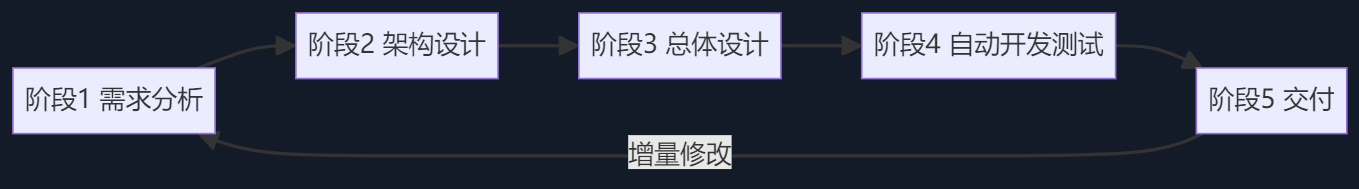 阶段1 需求分析
阶段2 架构设计
阶段3 总体设计
阶段4 自动开发测试
阶段5 交付
增量修改